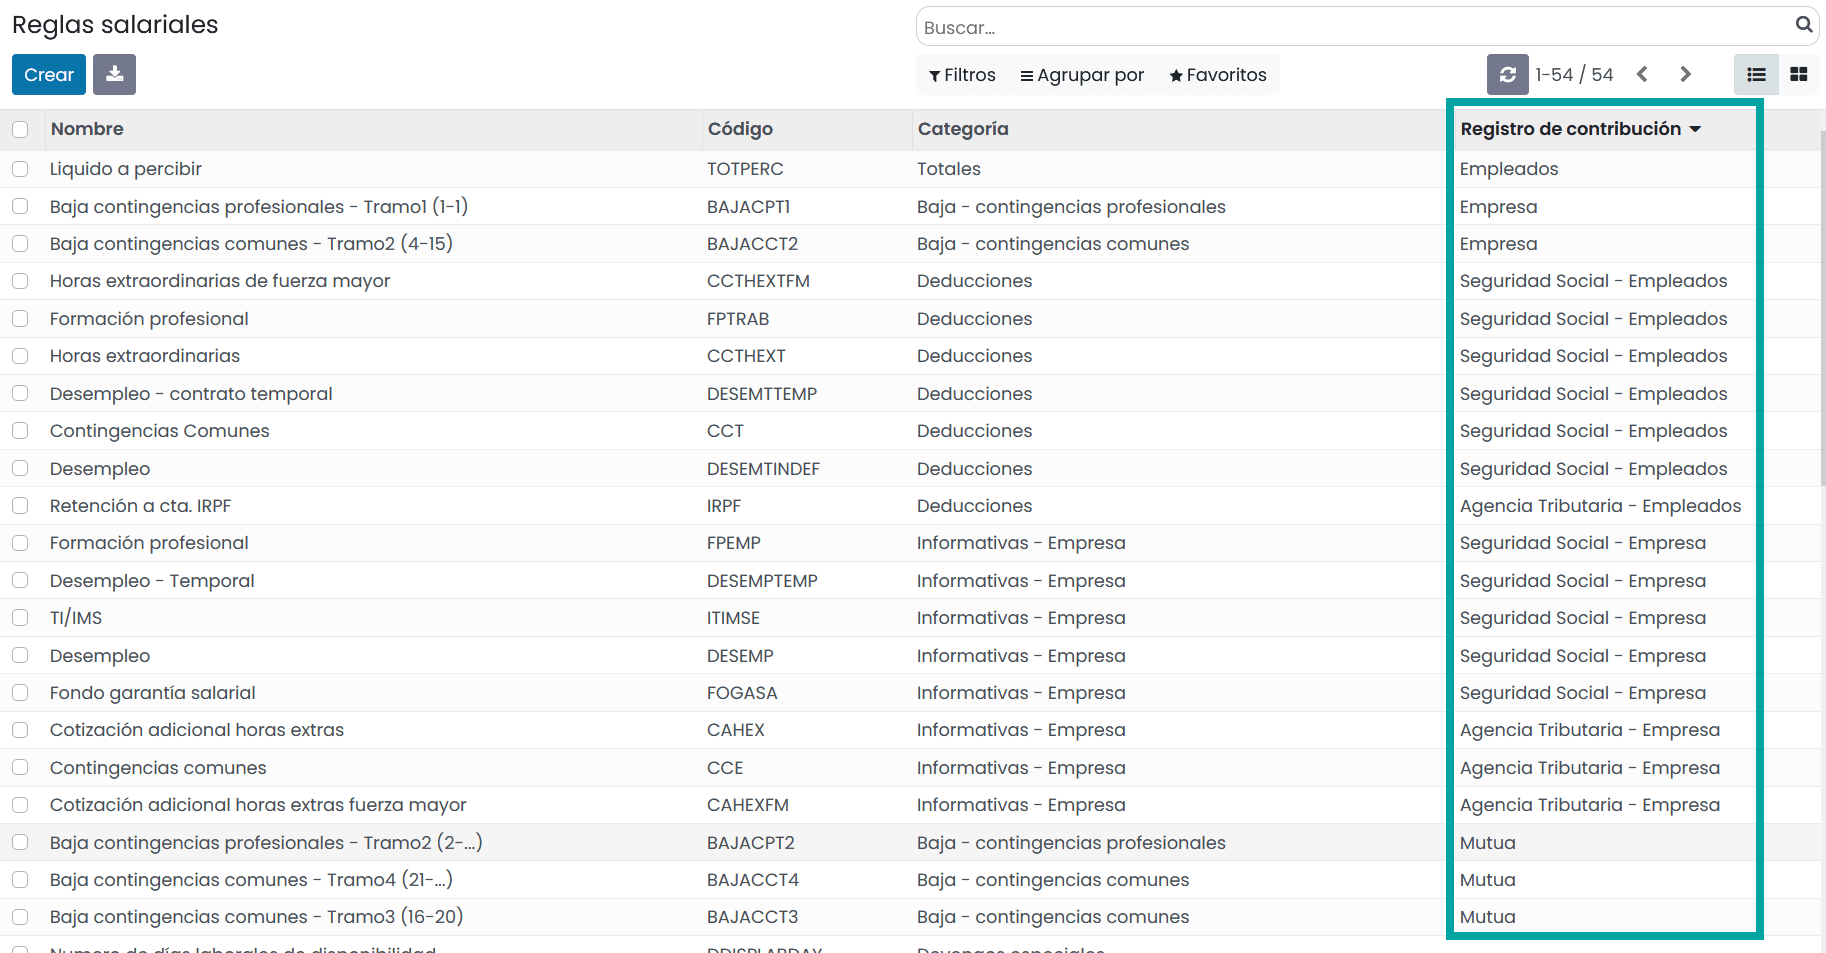 Reglas salariales
Buscar...
Crear
Filtros Agrupar por Favoritos 1-54 / 54
Nombre Código Categoría Registro de contribución
Liquido a percibir TOTPERC Totales Empleados
Baja contingencias profesionales - Tramo1 (1-1) BAJACPT1 Baja - contingencias profesionales Empresa
Baja contingencias comunes - Tramo2 (4-15) BAJACCT2 Baja - contingencias comunes Empresa
Horas extraordinarias de fuerza mayor CCTHEXTFM Deducciones Seguridad Social - Empleados
Formación profesional FPTRAB Deducciones Seguridad Social - Empleados
Horas extraordinarias CCTHEXT Deducciones Seguridad Social - Empleados
Desempleo - contrato temporal DESEMTTEMP Deducciones Seguridad Social - Empleados
Contingencias Comunes CCT Deducciones Seguridad Social - Empleados
Desempleo DESEMTINDEF Deducciones Seguridad Social - Empleados
Retención a cta. IRPF IRPF Deducciones Agencia Tributaria - Empleados
Formación profesional FPEMP Informativas - Empresa Seguridad Social - Empresa
Desempleo - Temporal DESEMPTEMP Informativas - Empresa Seguridad Social - Empresa
TI/IMS ITIMSE Informativas - Empresa Seguridad Social - Empresa
Desempleo DESEMP Informativas - Empresa Seguridad Social - Empresa
Fondo garantía salarial FOGASA Informativas - Empresa Seguridad Social - Empresa
Cotización adicional horas extras CAHEX Informativas - Empresa Agencia Tributaria - Empresa
Contingencias comunes CCE Informativas - Empresa Agencia Tributaria - Empresa
Cotización adicional horas extras fuerza mayor CAHEXFM Informativas - Empresa Agencia Tributaria - Empresa
Baja contingencias profesionales - Tramo2 (2-...) BAJACPT2 Baja - contingencias profesionales Mutua
Baja contingencias comunes - Tramo4 (21-...) BAJACCT4 Baja - contingencias comunes Mutua
Baja contingencias comunes - Tramo3 (16-20) BAJACCT3 Baja - contingencias comunes Mutua
Numero de días laborales de disponibilidad Devengos especiales